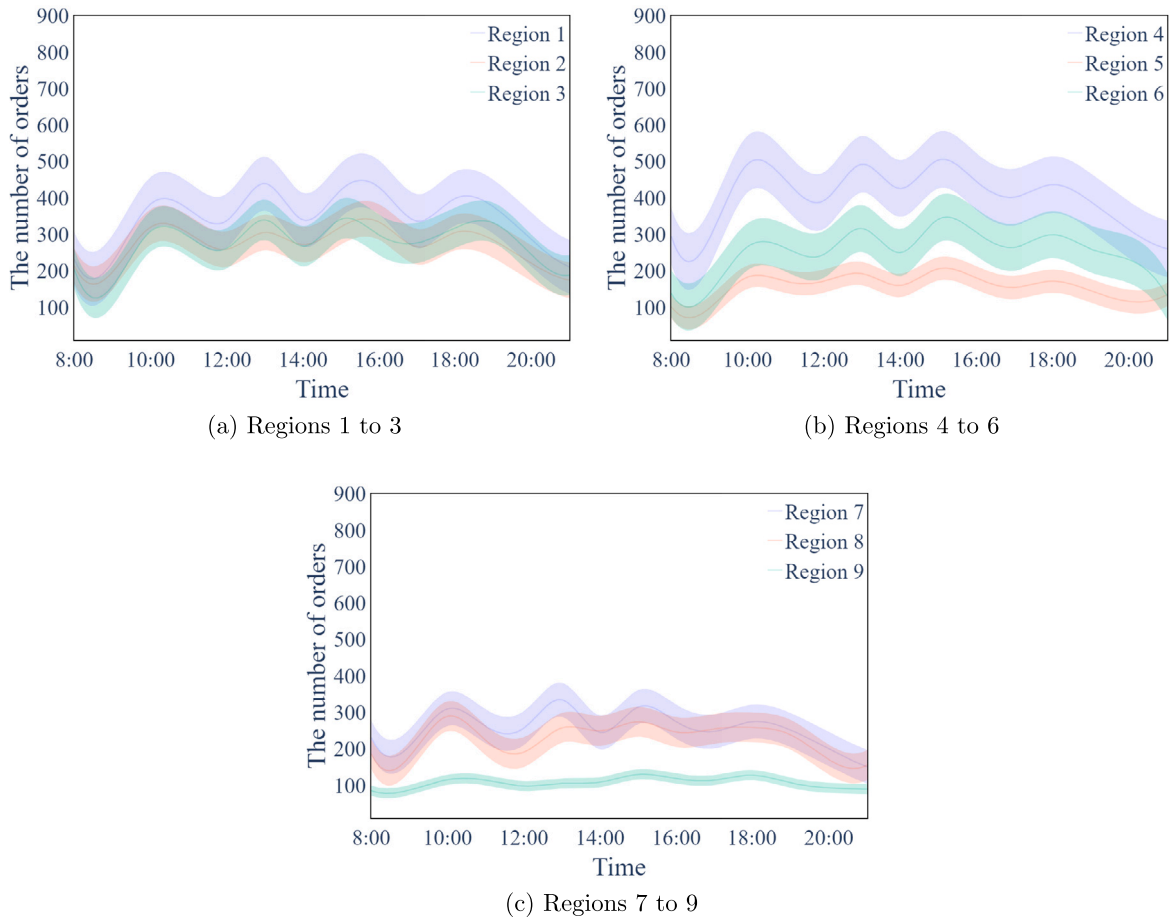 900
800
700
600
500
400
300
200
100
The number of orders
Region 1
Region 2
Region 3
8:00 10:00 12:00 14:00 16:00 18:00 20:00
Time
(a) Regions 1 to 3
900
800
700
600
500
400
300
200
100
The number of orders
Region 4
Region 5
Region 6
8:00 10:00 12:00 14:00 16:00 18:00 20:00
Time
(b) Regions 4 to 6
900
800
700
600
500
400
300
200
100
The number of orders
Region 7
Region 8
Region 9
8:00 10:00 12:00 14:00 16:00 18:00 20:00
Time
(c) Regions 7 to 9